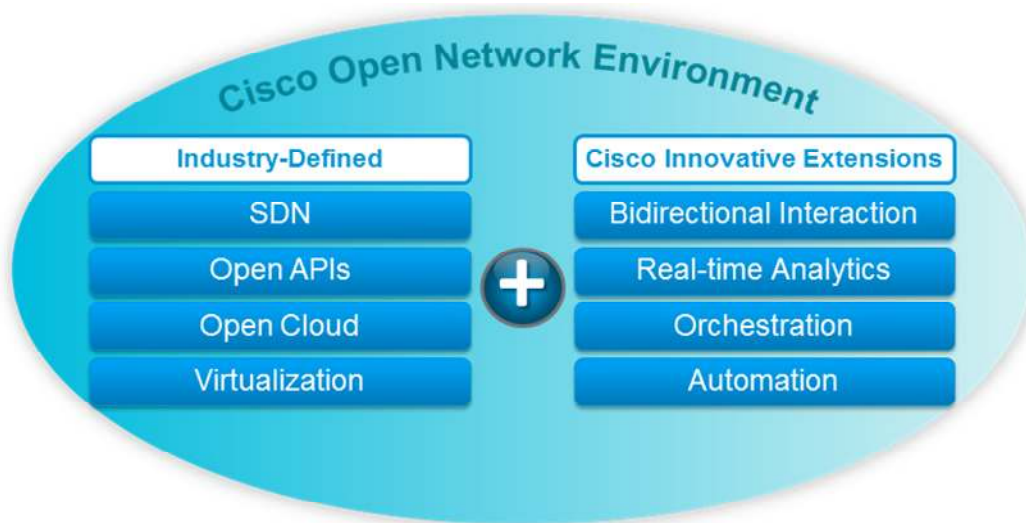 Cisco Open Network Environment
Industry-Defined
SDN
Open APIs
Open Cloud
Virtualization
Cisco Innovative Extensions
Bidirectional Interaction
Real-time Analytics
Orchestration
Automation